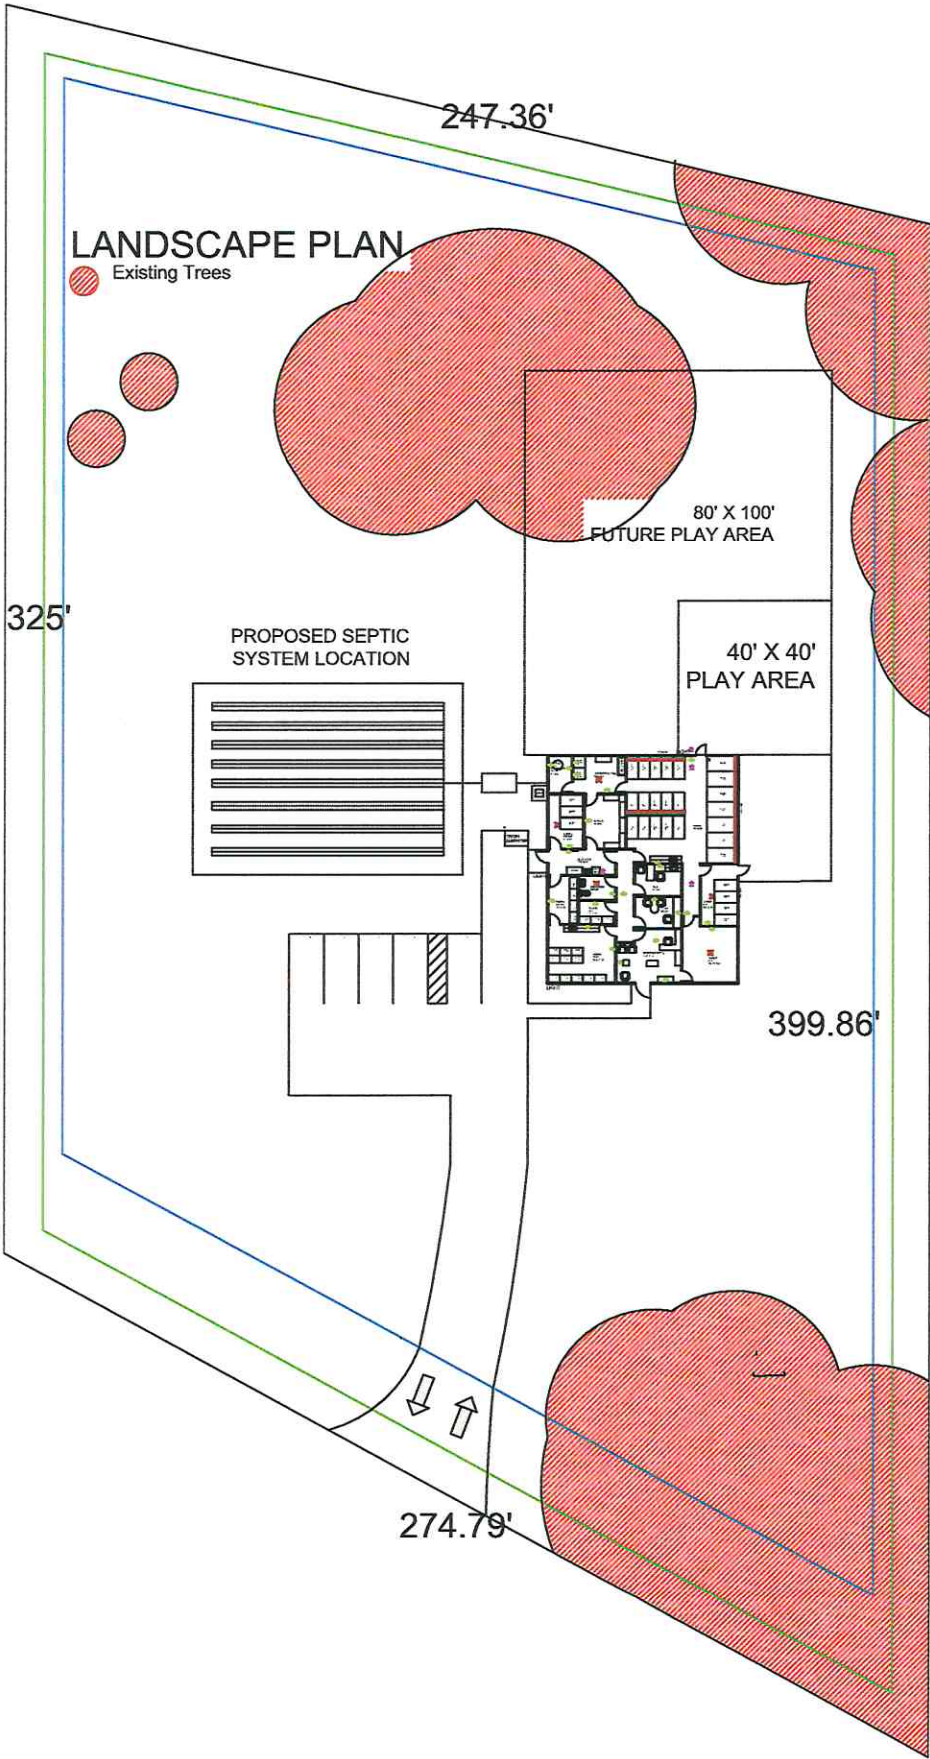 247.36'
LANDSCAPE PLAN
Existing Trees
80' X 100'
FUTURE PLAY AREA
325'
PROPOSED SEPTIC
SYSTEM LOCATION
40' X 40'
PLAY AREA
399.86'
274.79'